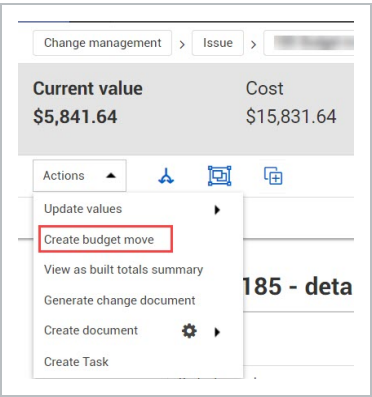 Change management > Issue >
Current value Cost
$5,841.64 $15,831.64
Actions
Update values
Create budget move
View as built totals summary
185 - deta
Generate change document
Create document
Create Task